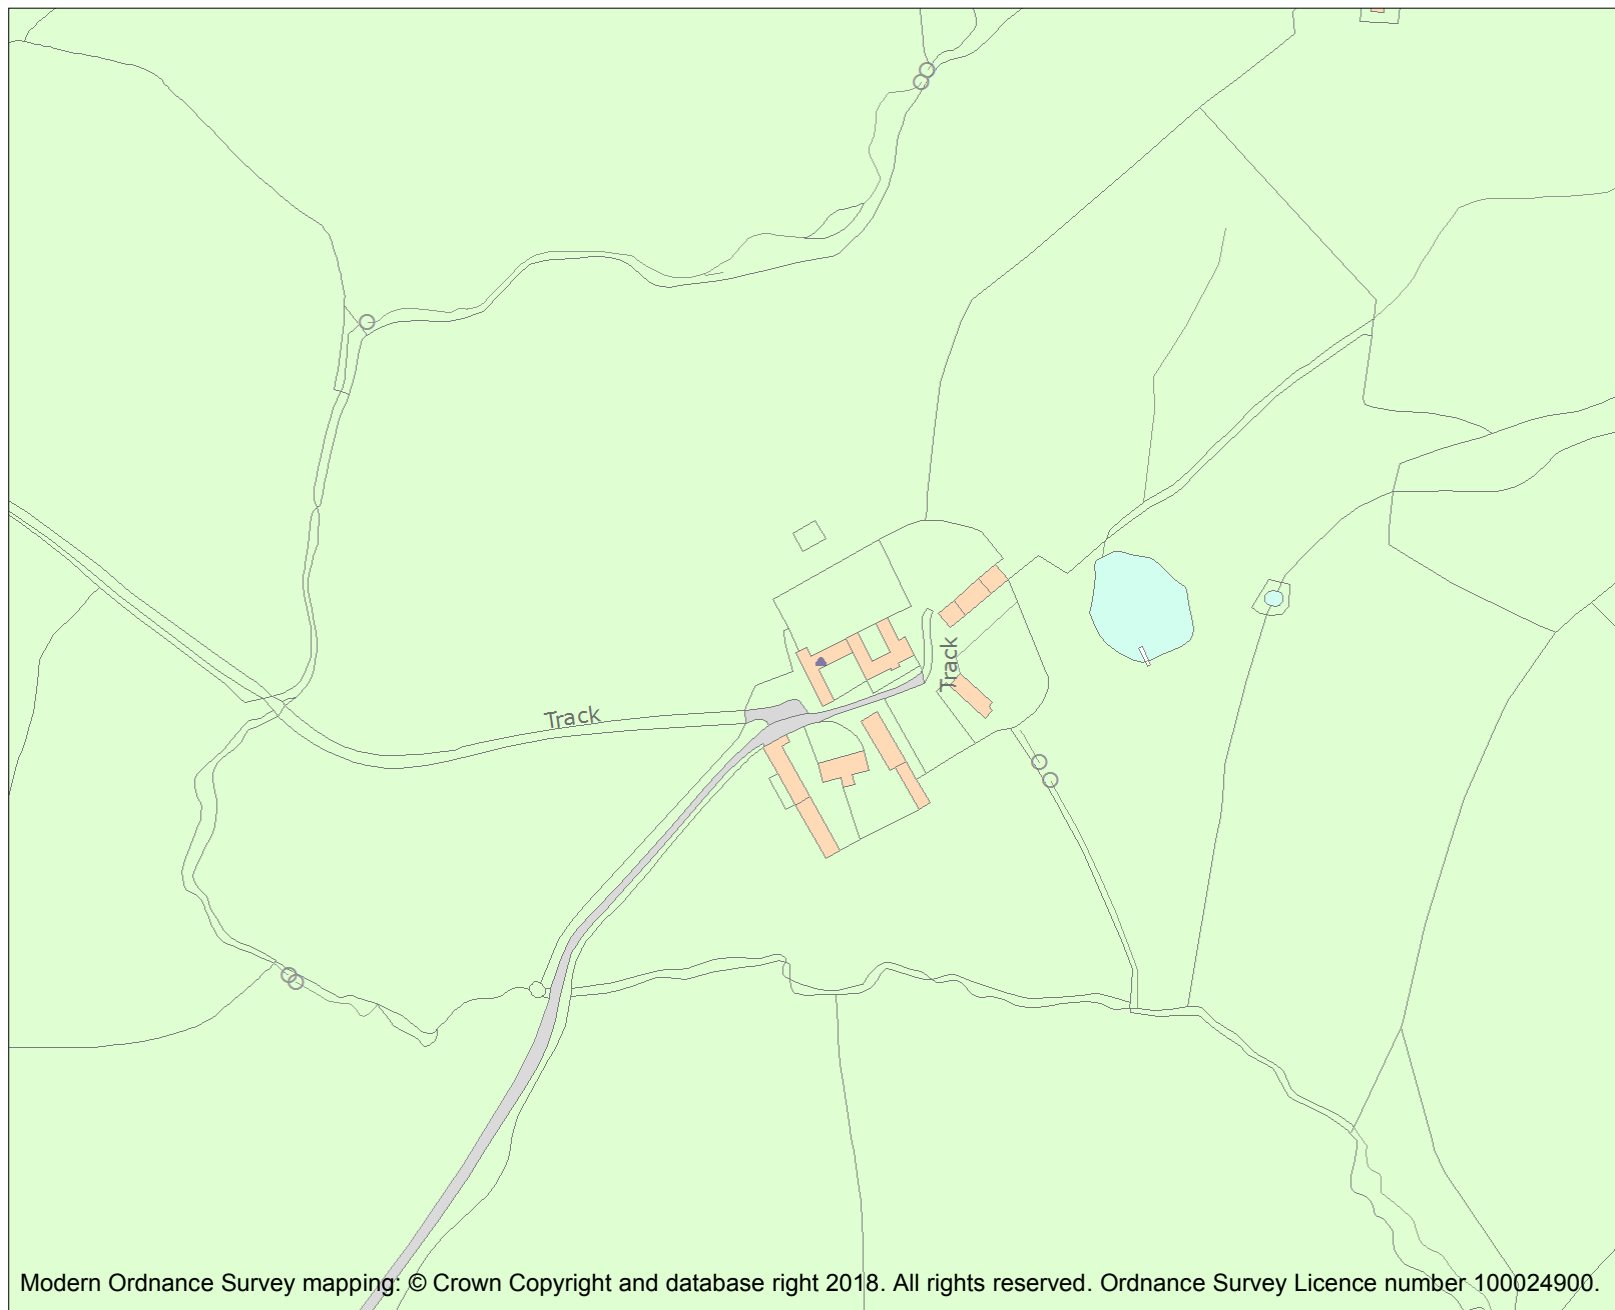 Track
Track
Modern Ordnance Survey mapping: © Crown Copyright and database right 2018. All rights reserved. Ordnance Survey Licence number 100024900.